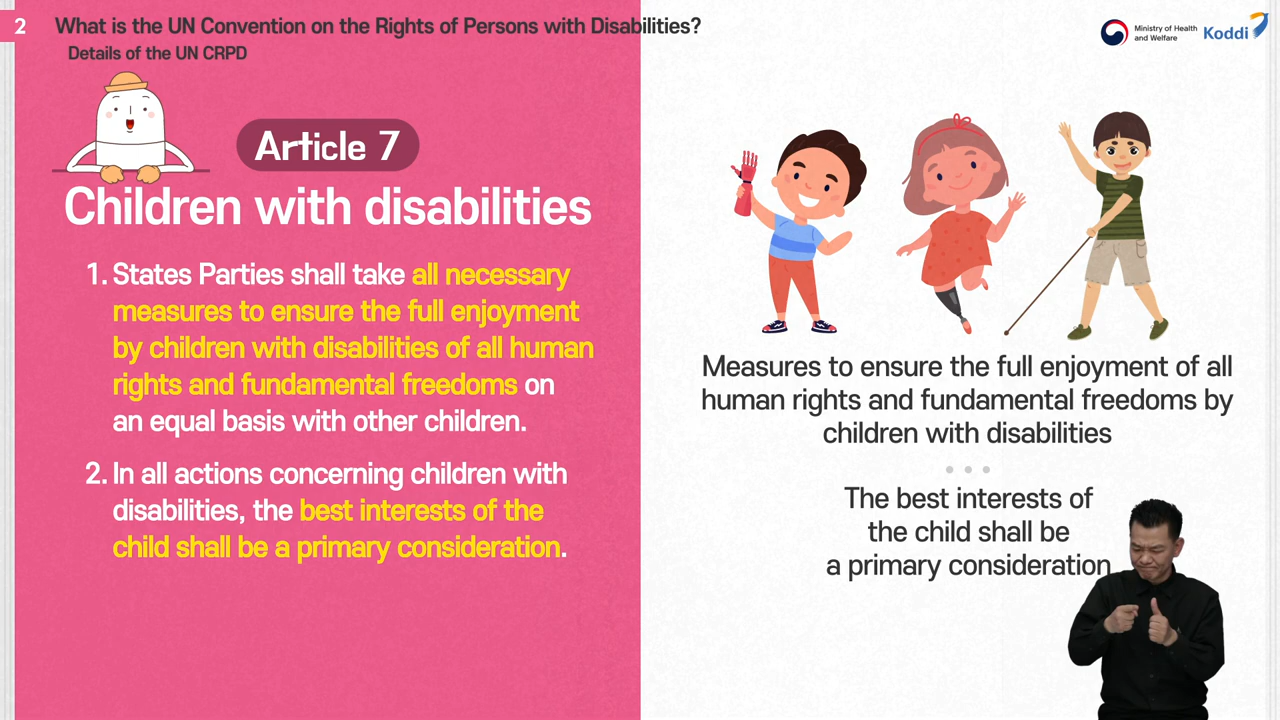 2 What is the UN Convention on the Rights of Persons with Disabilities?
Details of the UN CRPD
Ministry of Health
and Welfare
Koddi
Article 7
Children with disabilities
1. States Parties shall take all necessary
measures to ensure the full enjoyment
by children with disabilities of all human
rights and fundamental freedoms on
an equal basis with other children.
2. In all actions concerning children with
disabilities, the best interests of the
child shall be a primary consideration.
Measures to ensure the full enjoyment of all
human rights and fundamental freedoms by
children with disabilities
The best interests of
the child shall be
a primary consideration